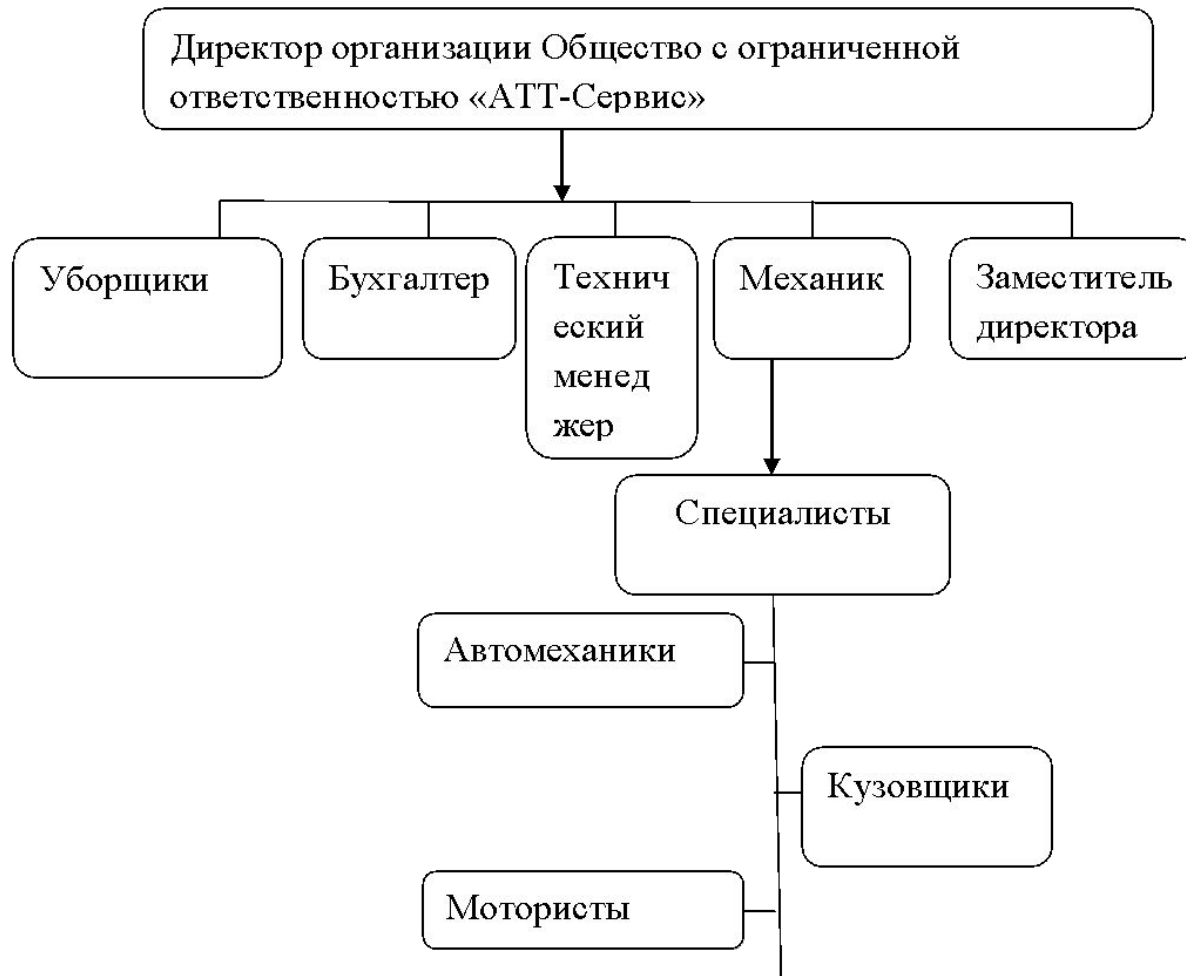 Директор организации Общество с ограниченной
ответственностью «АТТ-Сервис»
Уборщики
Бухгалтер
Технич
еский
менед
жер
Механик
Заместитель
директора
Специалисты
Автомеханики
Кузовщики
Мотористы